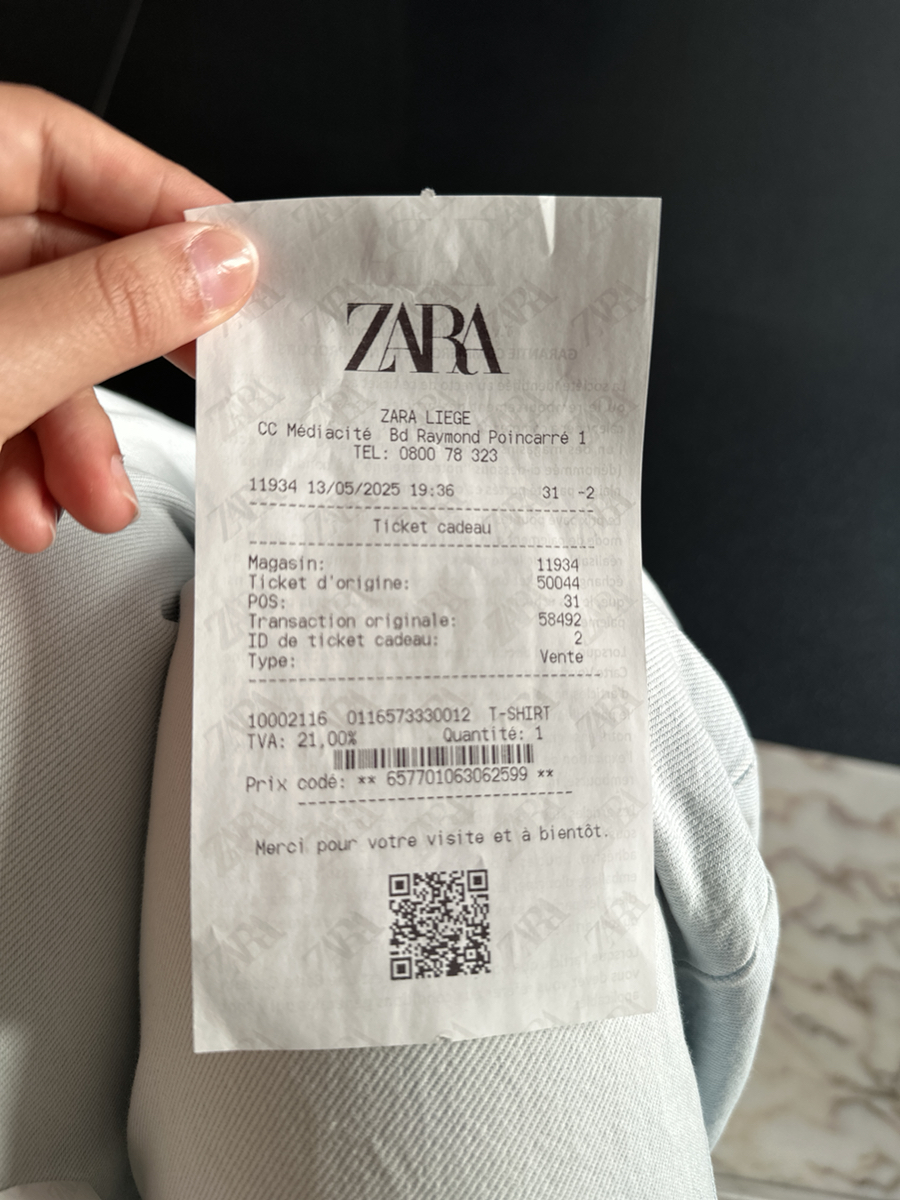 ZARA
ZARA LIEGE
CC Médiacité Bd Raymond Poincarré 1
TEL: 0800 78 323
11934 13/05/2025 19:36 31 -2
Ticket cadeau
Magasin: 11934
Ticket d'origine: 50044
POS: 31
Transaction originale: 58492
ID de ticket cadeau: 2
Type: Vente
10002116 0116573330012 T-SHIRT
TVA: 21,00% Quantité: 1
Prix codé: ** 657701063062599 **
Merci pour votre visite et à bientôt.